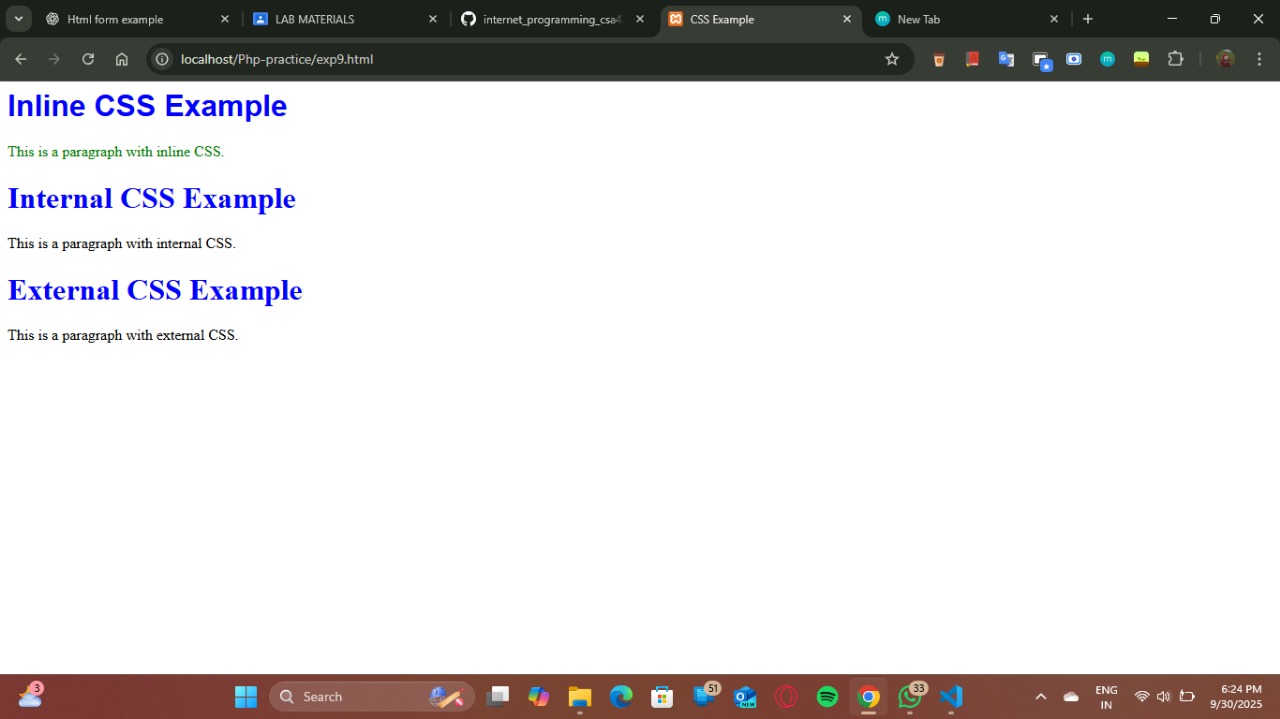 Html form example
LAB MATERIALS
internet_programming_csa4
CSS Example
New Tab
localhost/Php-practice/exp9.html
Inline CSS Example
This is a paragraph with inline CSS.
Internal CSS Example
This is a paragraph with internal CSS.
External CSS Example
This is a paragraph with external CSS.
3
Search
51
NEW
33
ENG
IN
6:24 PM
9/30/2025